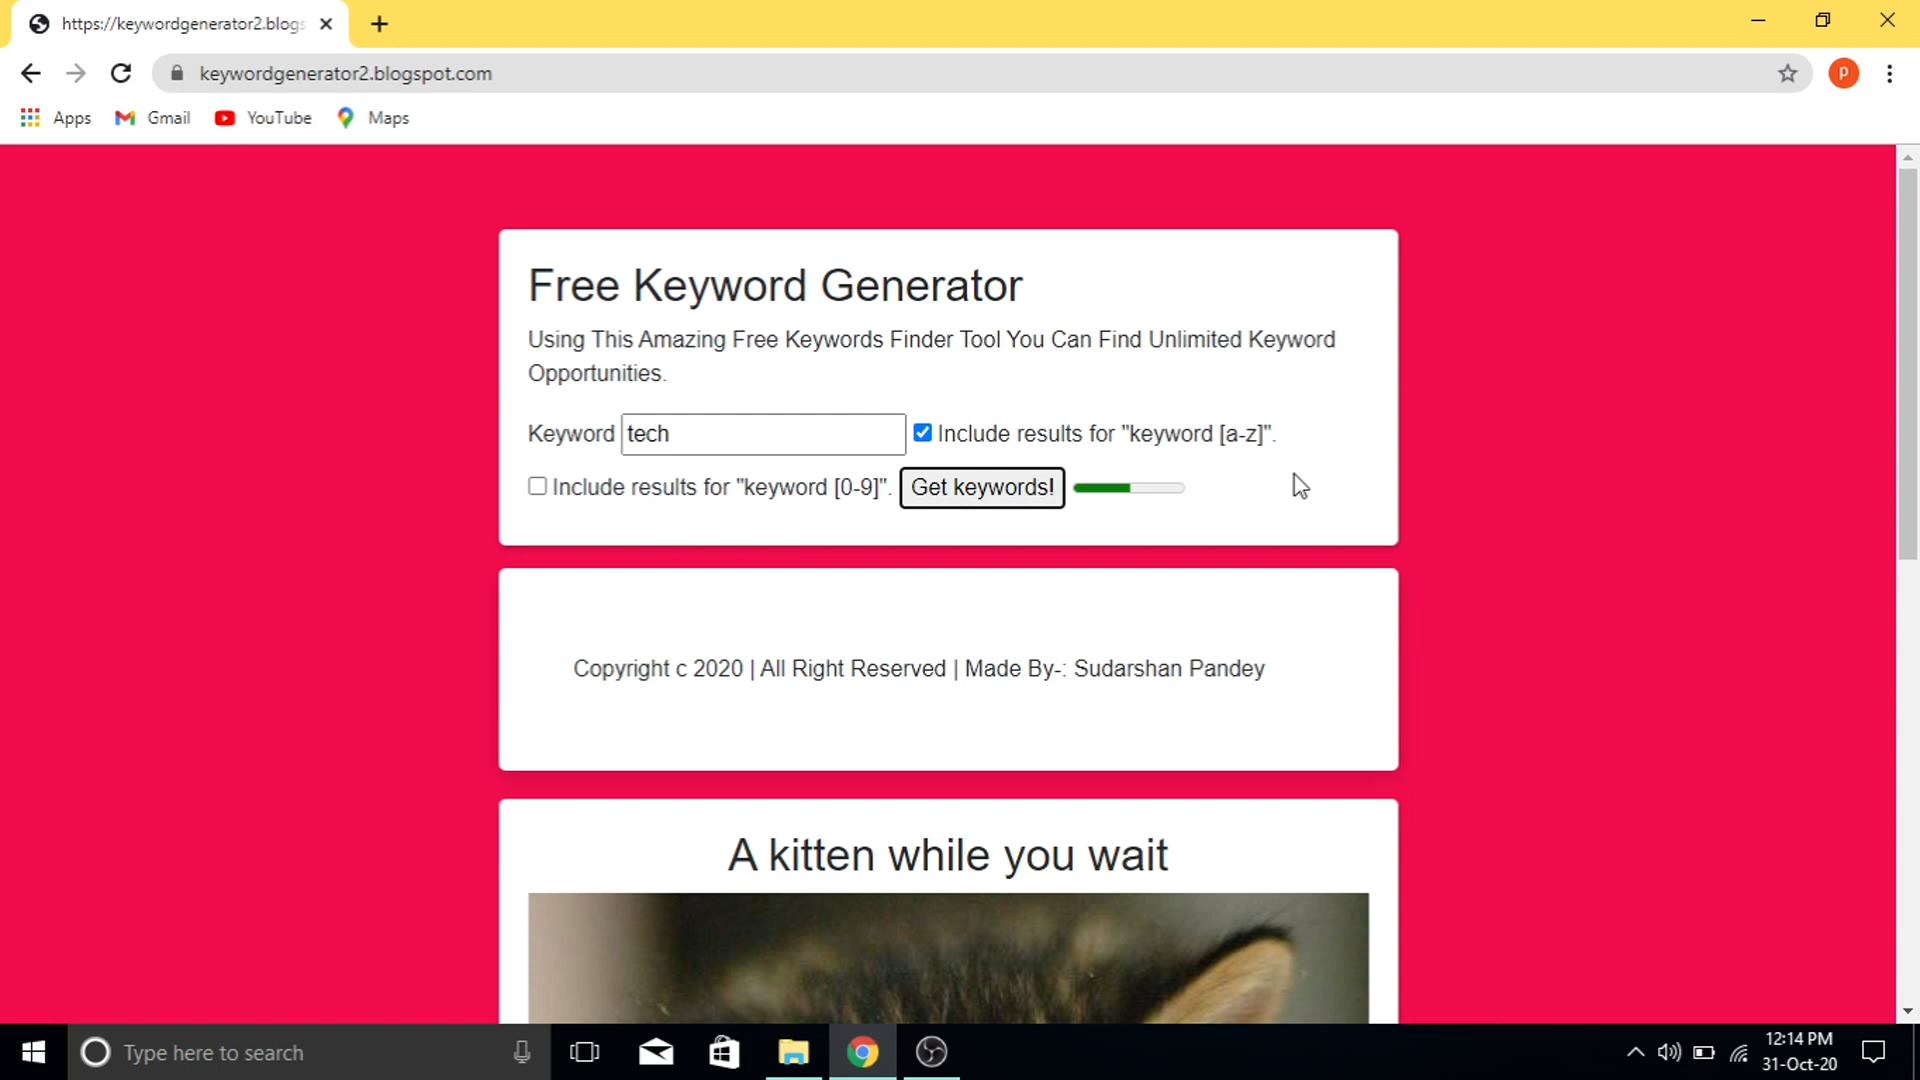 https://keywordgenerator2.blogs
keywordgenerator2.blogspot.com
P
Apps Gmail YouTube Maps
Free Keyword Generator
Using This Amazing Free Keywords Finder Tool You Can Find Unlimited Keyword
Opportunities.
Keyword tech Include results for "keyword [a-z]".
Include results for "keyword [0-9]". Get keywords!
Copyright c 2020 | All Right Reserved | Made By-: Sudarshan Pandey
A kitten while you wait
Type here to search
12:14 PM
31-Oct-20